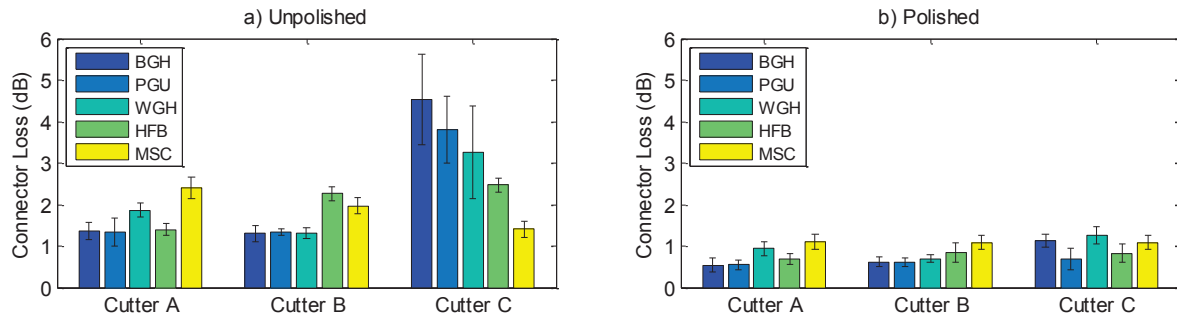 a) Unpolished
Connector Loss (dB)
6
5
4
3
2
1
0
BGH
PGU
WGH
HFB
MSC
Cutter A Cutter B Cutter C
b) Polished
Connector Loss (dB)
6
5
4
3
2
1
0
BGH
PGU
WGH
HFB
MSC
Cutter A Cutter B Cutter C